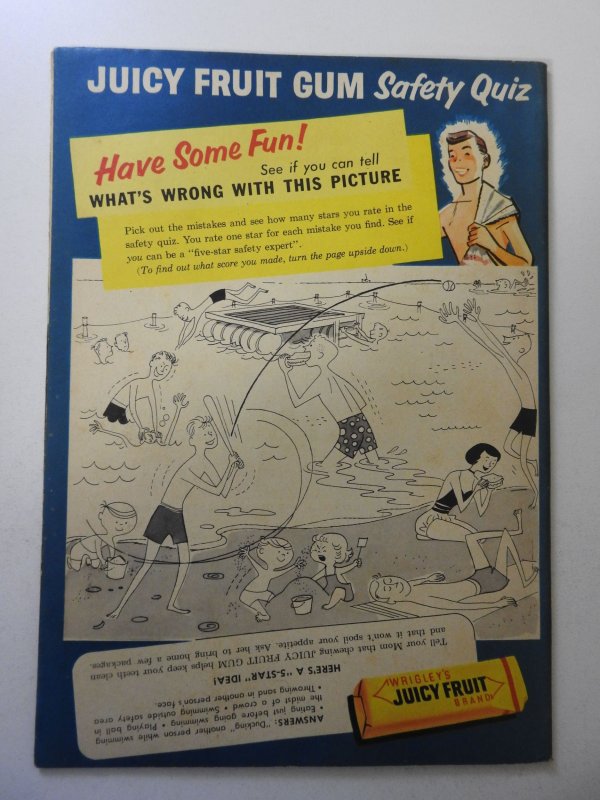 JUICY FRUIT GUM Safety Quiz
Have Some Fun!
See if you can tell
WHAT'S WRONG WITH THIS PICTURE
Pick out the mistakes and see how many stars you rate in the
safety quiz. You rate one star for each mistake you find. See if
you can be a "five-star safety expert".
(To find out what score you made, turn the page upside down.)
ANSWERS: "Ducking" another person while swimming
• Eating just before going swimming • Playing ball in
the midst of a crowd • Swimming outside safety area
• Throwing sand in another person's face.
HERE'S A "5-STAR" IDEA!
Tell your Mom that chewing JUICY FRUIT GUM helps keep your teeth clean
and that it won't spoil your appetite. Ask her to bring home a few packages.
WRIGLEY'S
JUICY FRUIT
BRAND